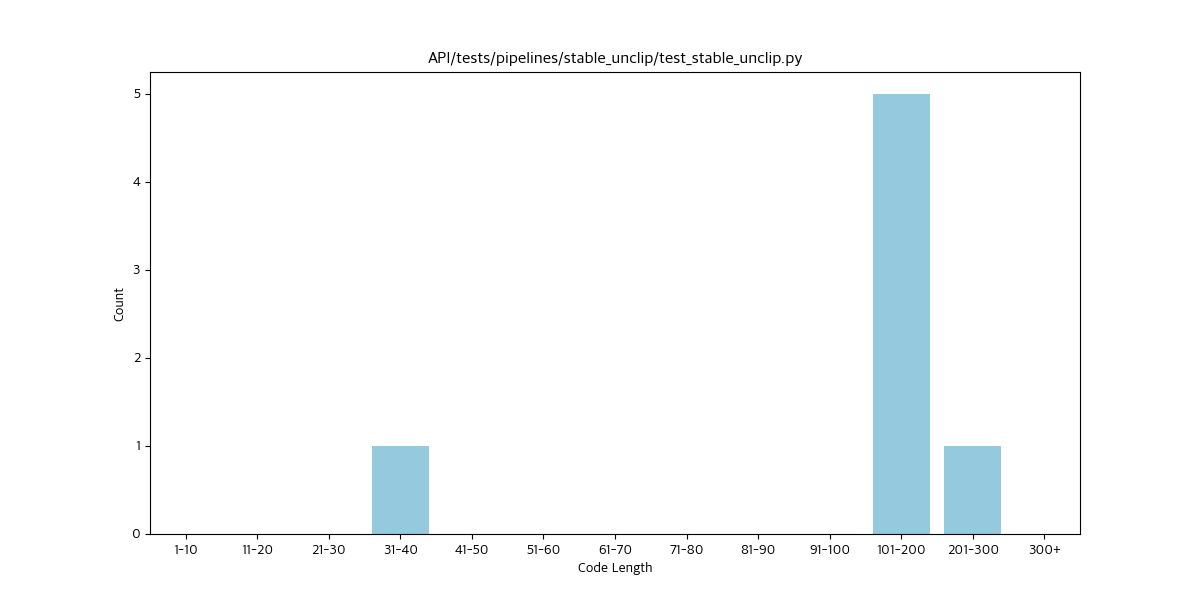 API/tests/pipelines/stable_unclip/test_stable_unclip.py
5
4
3
2
1
0
Count
1-10 11-20 21-30 31-40 41-50 51-60 61-70 71-80 81-90 91-100 101-200 201-300 300+
Code Length